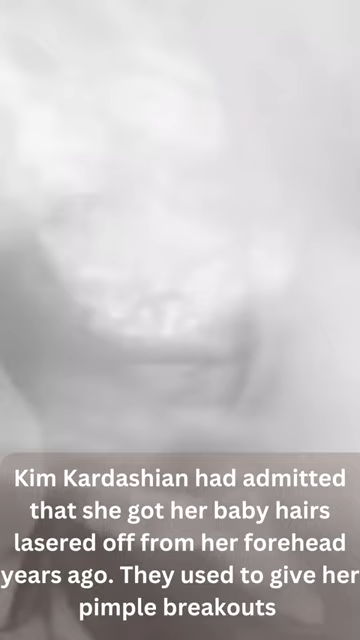 Kim Kardashian had admitted
that she got her baby hairs
lasered off from her forehead
years ago. They used to give her
pimple breakouts